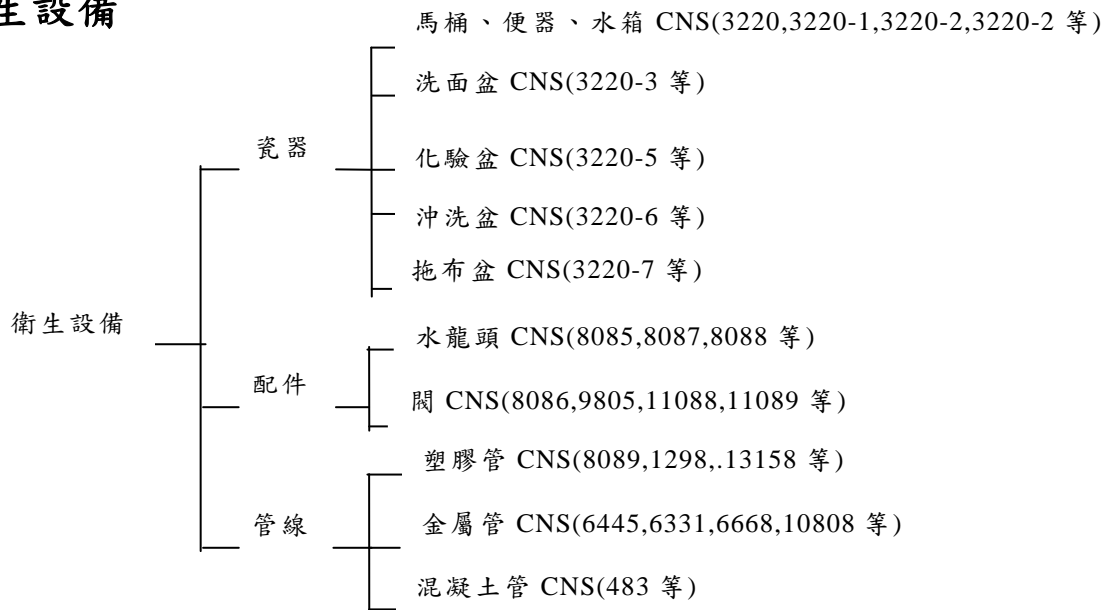 生設備
馬桶、便器、水箱 CNS(3220,3220-1,3220-2,3220-2 等)
洗面盆 CNS(3220-3 等)
瓷器
化驗盆 CNS(3220-5 等)
沖洗盆 CNS(3220-6 等)
拖布盆 CNS(3220-7 等)
衛生設備
水龍頭 CNS(8085,8087,8088 等)
配件
閥 CNS(8086,9805,11088,11089 等)
塑膠管 CNS(8089,1298,.13158 等)
管線
金屬管 CNS(6445,6331,6668,10808 等)
混凝土管 CNS(483 等)